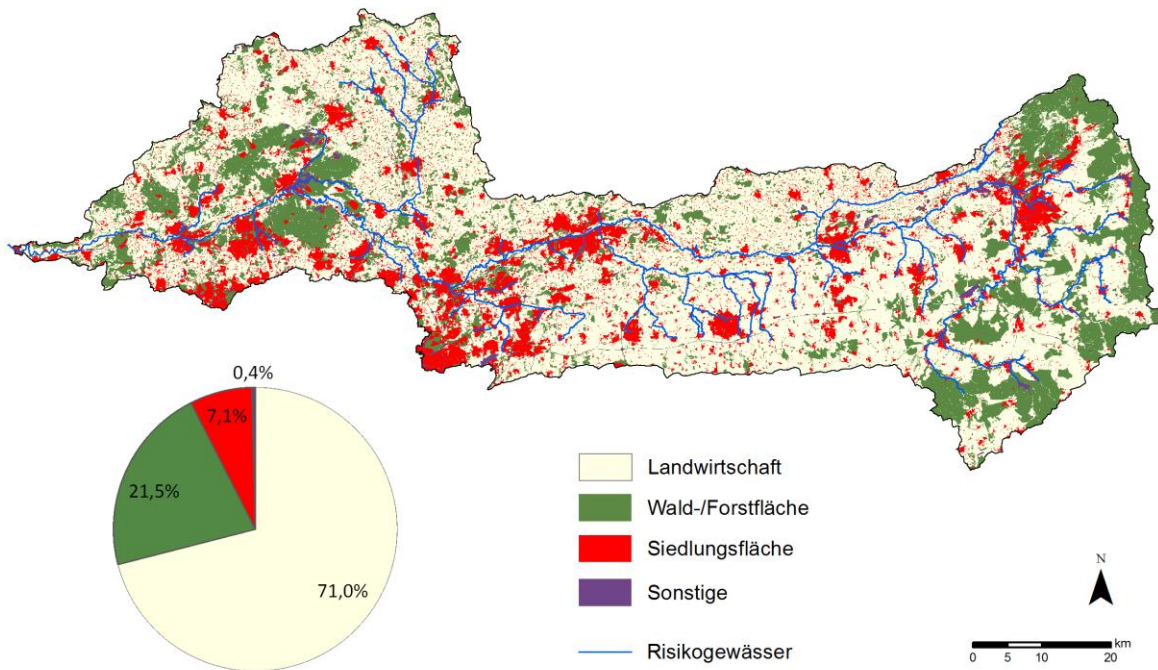 0,4%
7,1%
21,5%
71,0%
Landwirtschaft
Wald-/Forstfläche
Siedlungsfläche
Sonstige
Risikogewässer
N
km
0 5 10 20